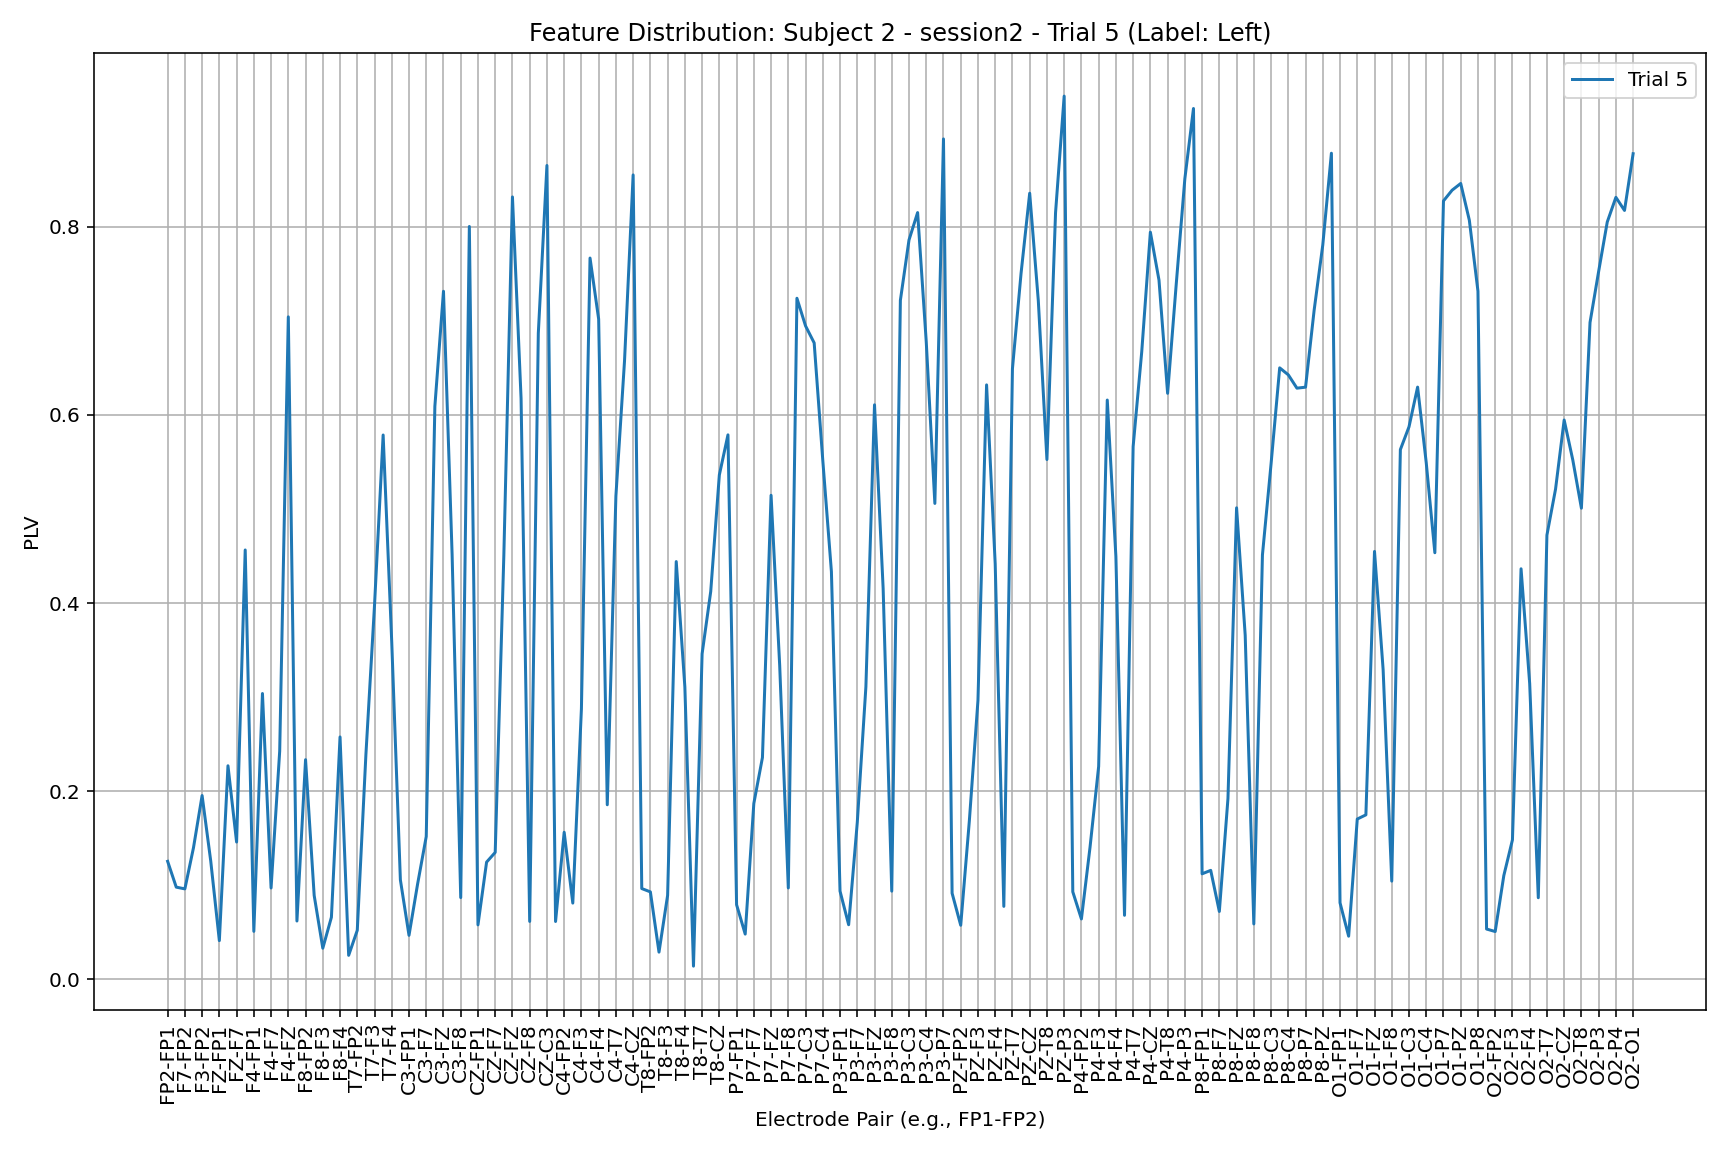 Feature Distribution: Subject 2 - session2 - Trial 5 (Label: Left)
Trial 5
PLV
0.8
0.6
0.4
0.2
0.0
FP2-FP1
F7-FP2
F3-FP2
FZ-FP1
FZ-F7
F4-FP1
F4-F7
F4-FZ
F8-FP2
F8-F3
F8-F4
T7-FP2
T7-F3
T7-F4
C3-FP1
C3-F7
C3-FZ
C3-F8
CZ-FP1
CZ-F7
CZ-FZ
CZ-F8
CZ-C3
C4-FP2
C4-F3
C4-F4
C4-T7
C4-CZ
T8-FP2
T8-F3
T8-F4
T8-T7
T8-CZ
P7-FP1
P7-F7
P7-FZ
P7-F8
P7-C3
P7-C4
P3-FP1
P3-F7
P3-FZ
P3-F8
P3-C3
P3-C4
P3-P7
PZ-FP2
PZ-F3
PZ-F4
PZ-T7
PZ-CZ
PZ-T8
PZ-P3
P4-FP2
P4-F3
P4-F4
P4-T7
P4-CZ
P4-T8
P4-P3
P8-FP1
P8-F7
P8-FZ
P8-F8
P8-C3
P8-C4
P8-P7
P8-PZ
O1-FP1
O1-F7
O1-FZ
O1-F8
O1-C3
O1-C4
O1-P7
O1-PZ
O1-P8
O2-FP2
O2-F3
O2-F4
O2-T7
O2-CZ
O2-T8
O2-P3
O2-P4
O2-O1
Electrode Pair (e.g., FP1-FP2)